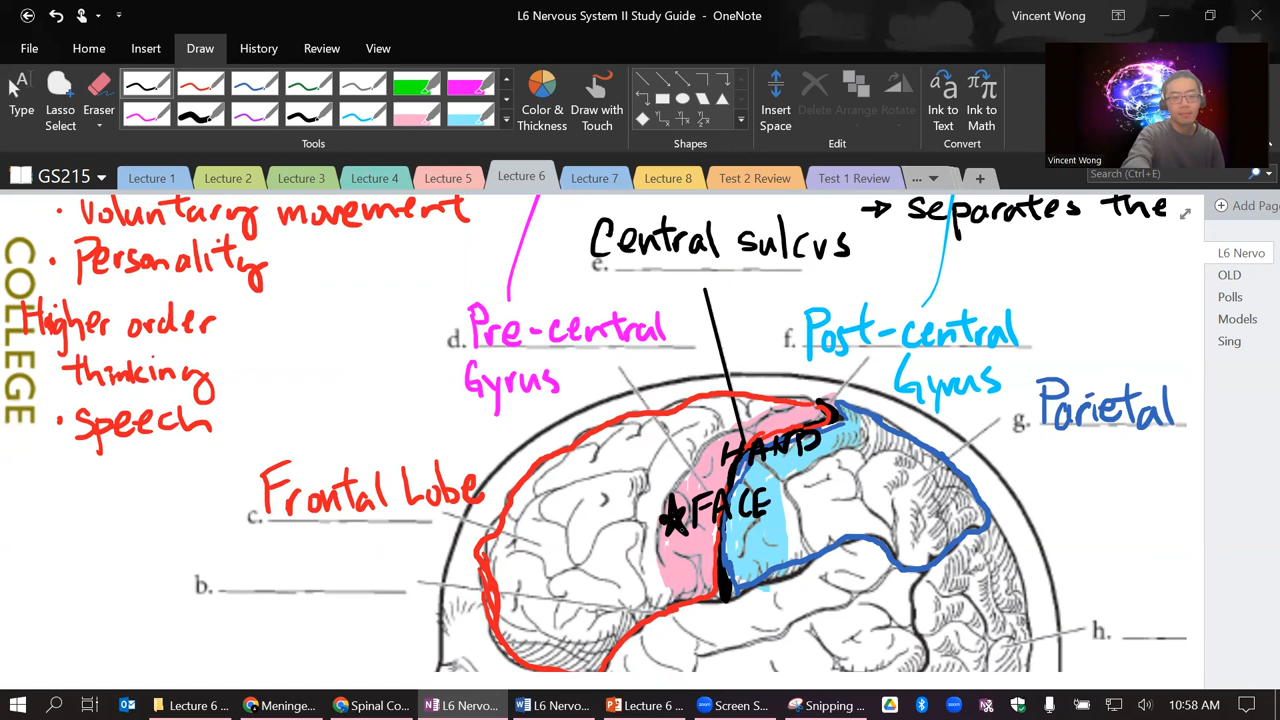 L6 Nervous System II Study Guide - OneNote
Vincent Wong
File Home Insert Draw History Review View
Type
Lasso Select
Eraser
Color & Thickness
Draw with Touch
Insert Space
Delete
Arrange
Rotate
Ink to Text
Ink to Math
Tools
Shapes
Edit
Convert
Vincent Wong
GS215
Lecture 1
Lecture 2
Lecture 3
Lecture 4
Lecture 5
Lecture 6
Lecture 7
Lecture 8
Test 2 Review
Test 1 Review
...
Search (Ctrl+E)
Add Pag
L6 Nervo
OLD
Polls
Models
Sing
COLLEGE
· Voluntary movement
· Personality
Higher order
thinking
· Speech
→ separates the
Central sulcus
e.
d. Pre-central
Gyrus
f. Post-central
Gyrus
g. Parietal
HAND
FACE
Frontal Lobe
c.
b.
h.
Lecture 6 ...
Meninge...
Spinal Co...
L6 Nervo...
L6 Nervo...
Lecture 6 ...
Screen S...
Snipping ...
10:58 AM